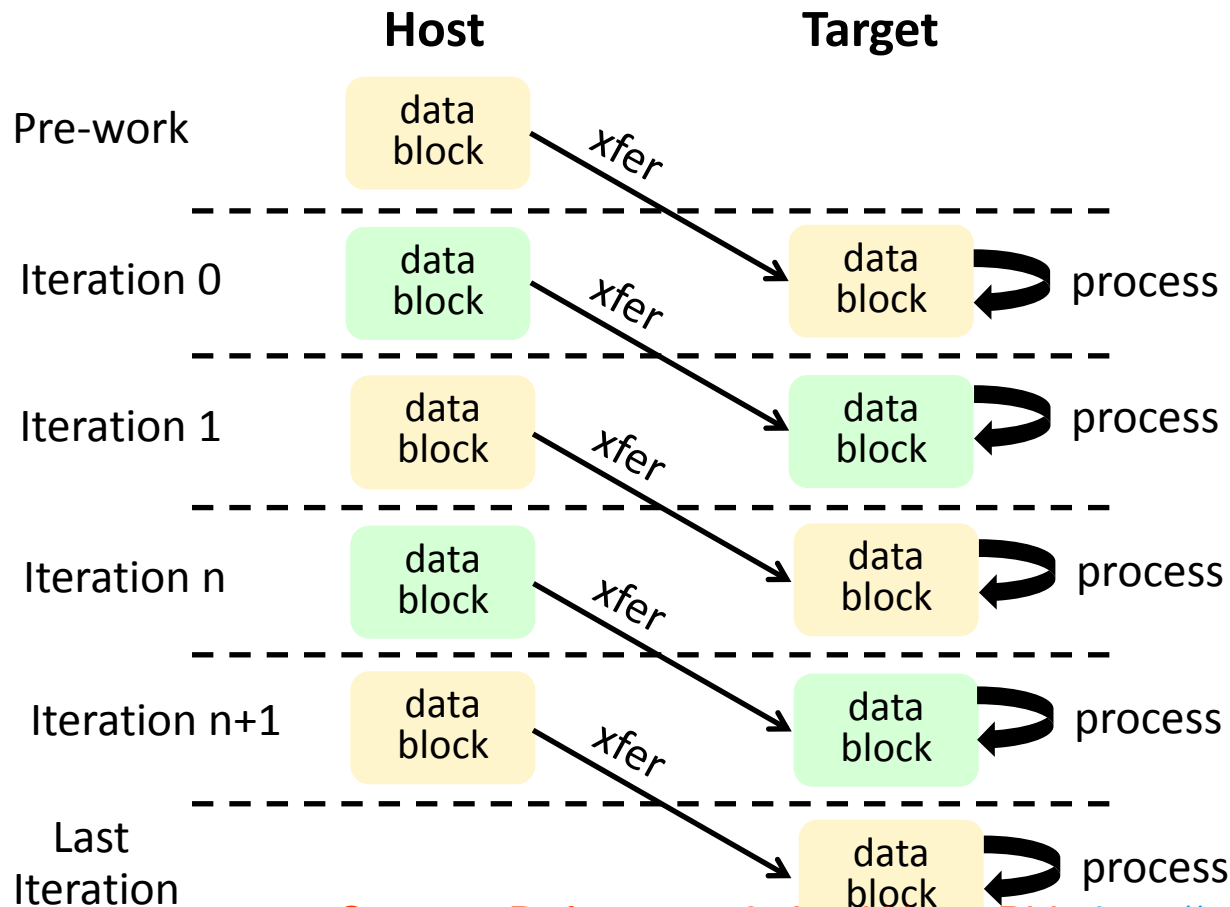 Host Target
Pre-work
data
block
xfer
Iteration 0
data
block
xfer
data
block
process
Iteration 1
data
block
xfer
data
block
process
Iteration n
data
block
xfer
data
block
process
Iteration n+1
data
block
xfer
data
block
process
Last
Iteration
data
block
process